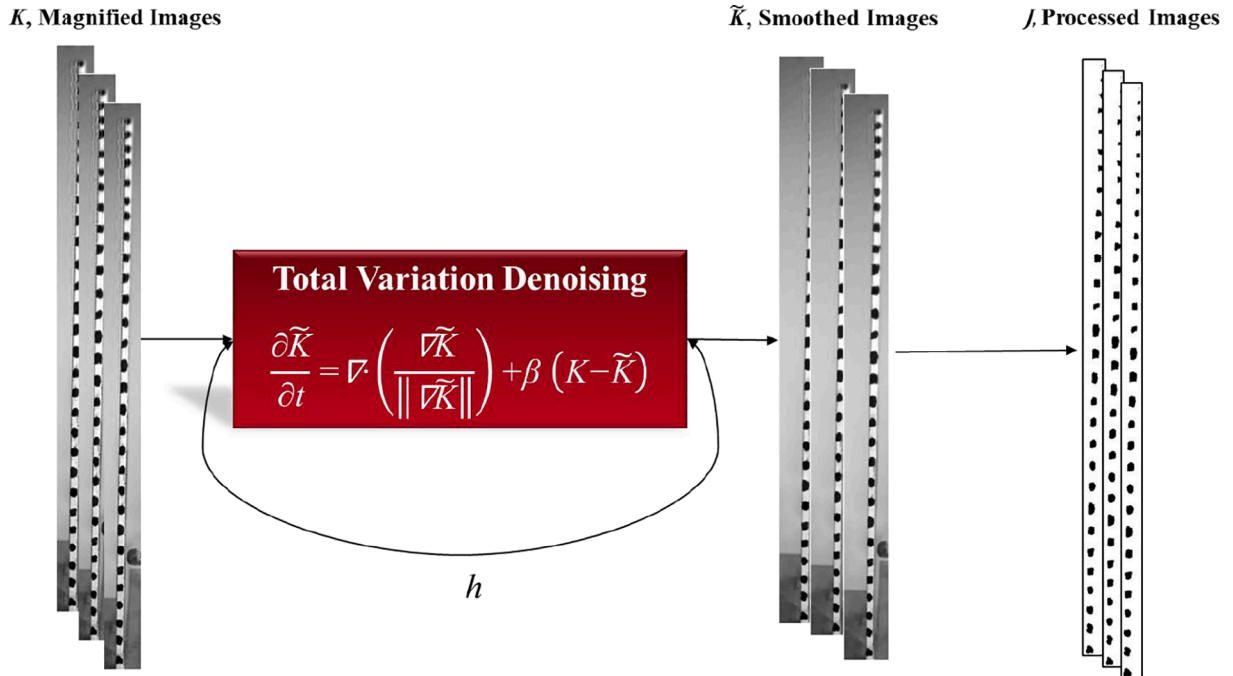 K, Magnified Images
K̃, Smoothed Images
J, Processed Images
Total Variation Denoising
∂K̃/∂t = ∇· (∇K̃/‖∇K̃‖) + β (K−K̃)
h